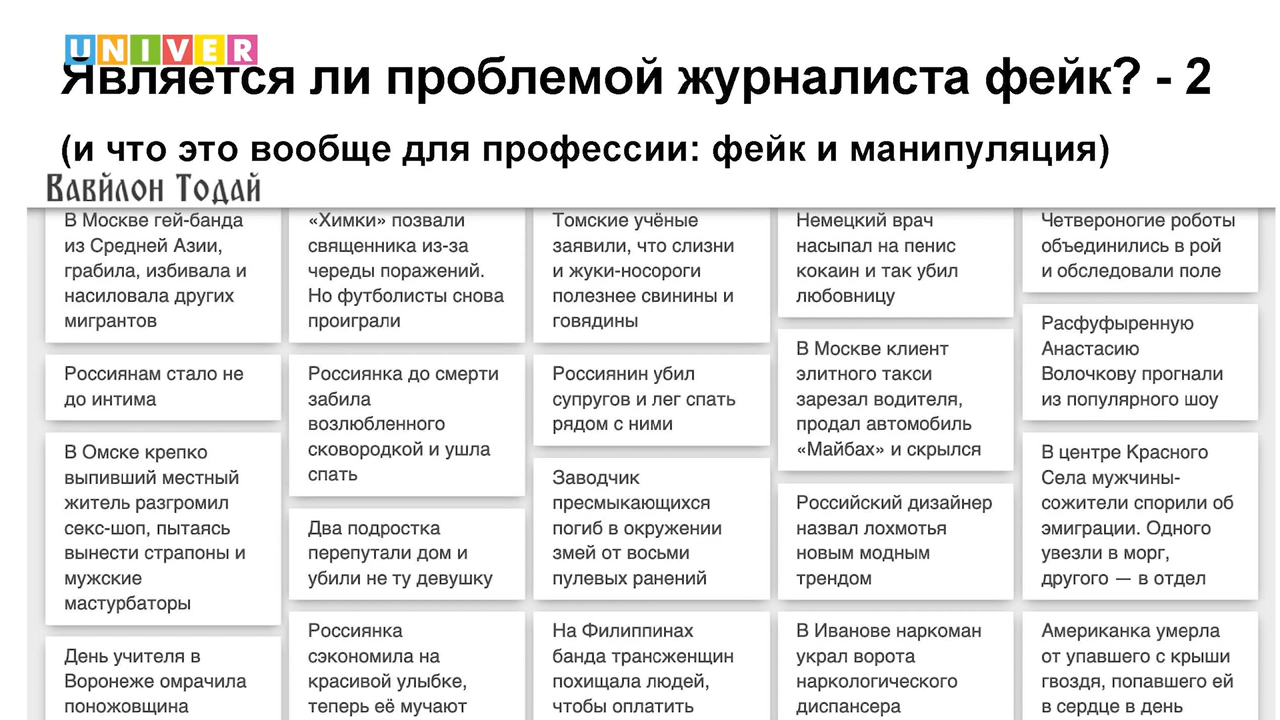 UNIVER
Является ли проблемой журналиста фейк? - 2
(и что это вообще для профессии: фейк и манипуляция)
Вавилон Тодай
В Москве гей-банда
из Средней Азии,
грабила, избивала и
насиловала других
мигрантов
Россиянам стало не
до интима
В Омске крепко
выпивший местный
житель разгромил
секс-шоп, пытаясь
вынести страпоны и
мужские
мастурбаторы
День учителя в
Воронеже омрачила
поножовщина
«Химки» позвали
священника из-за
череды поражений.
Но футболисты снова
проиграли
Россиянка до смерти
забила
возлюбленного
сковородкой и ушла
спать
Два подростка
перепутали дом и
убили не ту девушку
Россиянка
сэкономила на
красивой улыбке,
теперь её мучают
Томские учёные
заявили, что слизни
и жуки-носороги
полезнее свинины и
говядины
Россиянин убил
супругов и лег спать
рядом с ними
Заводчик
пресмыкающихся
погиб в окружении
змей от восьми
пулевых ранений
На Филиппинах
банда трансженщин
похищала людей,
чтобы оплатить
Немецкий врач
насыпал на пенис
кокаин и так убил
любовницу
В Москве клиент
элитного такси
зарезал водителя,
продал автомобиль
«Майбах» и скрылся
Российский дизайнер
назвал лохмотья
новым модным
трендом
В Иванове наркоман
украл ворота
наркологического
диспансера
Четвероногие роботы
объединились в рой
и обследовали поле
Расфуфыренную
Анастасию
Волочкову прогнали
из популярного шоу
В центре Красного
Села мужчины-
сожители спорили об
эмиграции. Одного
увезли в морг,
другого — в отдел
Американка умерла
от упавшего с крыши
гвоздя, попавшего ей
в сердце в день